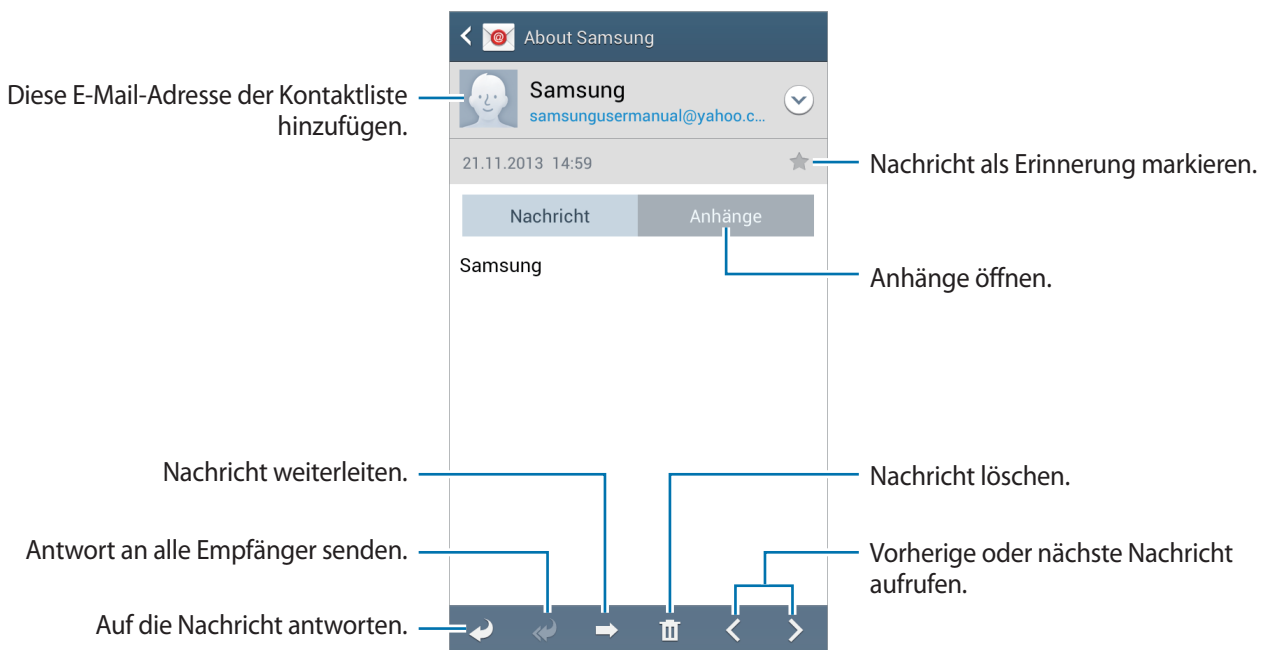 About Samsung
Diese E-Mail-Adresse der Kontaktliste
hinzufügen.
Samsung
samsungusermanual@yahoo.c...
21.11.2013 14:59
Nachricht als Erinnerung markieren.
Nachricht
Anhänge
Samsung
Anhänge öffnen.
Nachricht weiterleiten.
Nachricht löschen.
Antwort an alle Empfänger senden.
Vorherige oder nächste Nachricht
aufrufen.
Auf die Nachricht antworten.